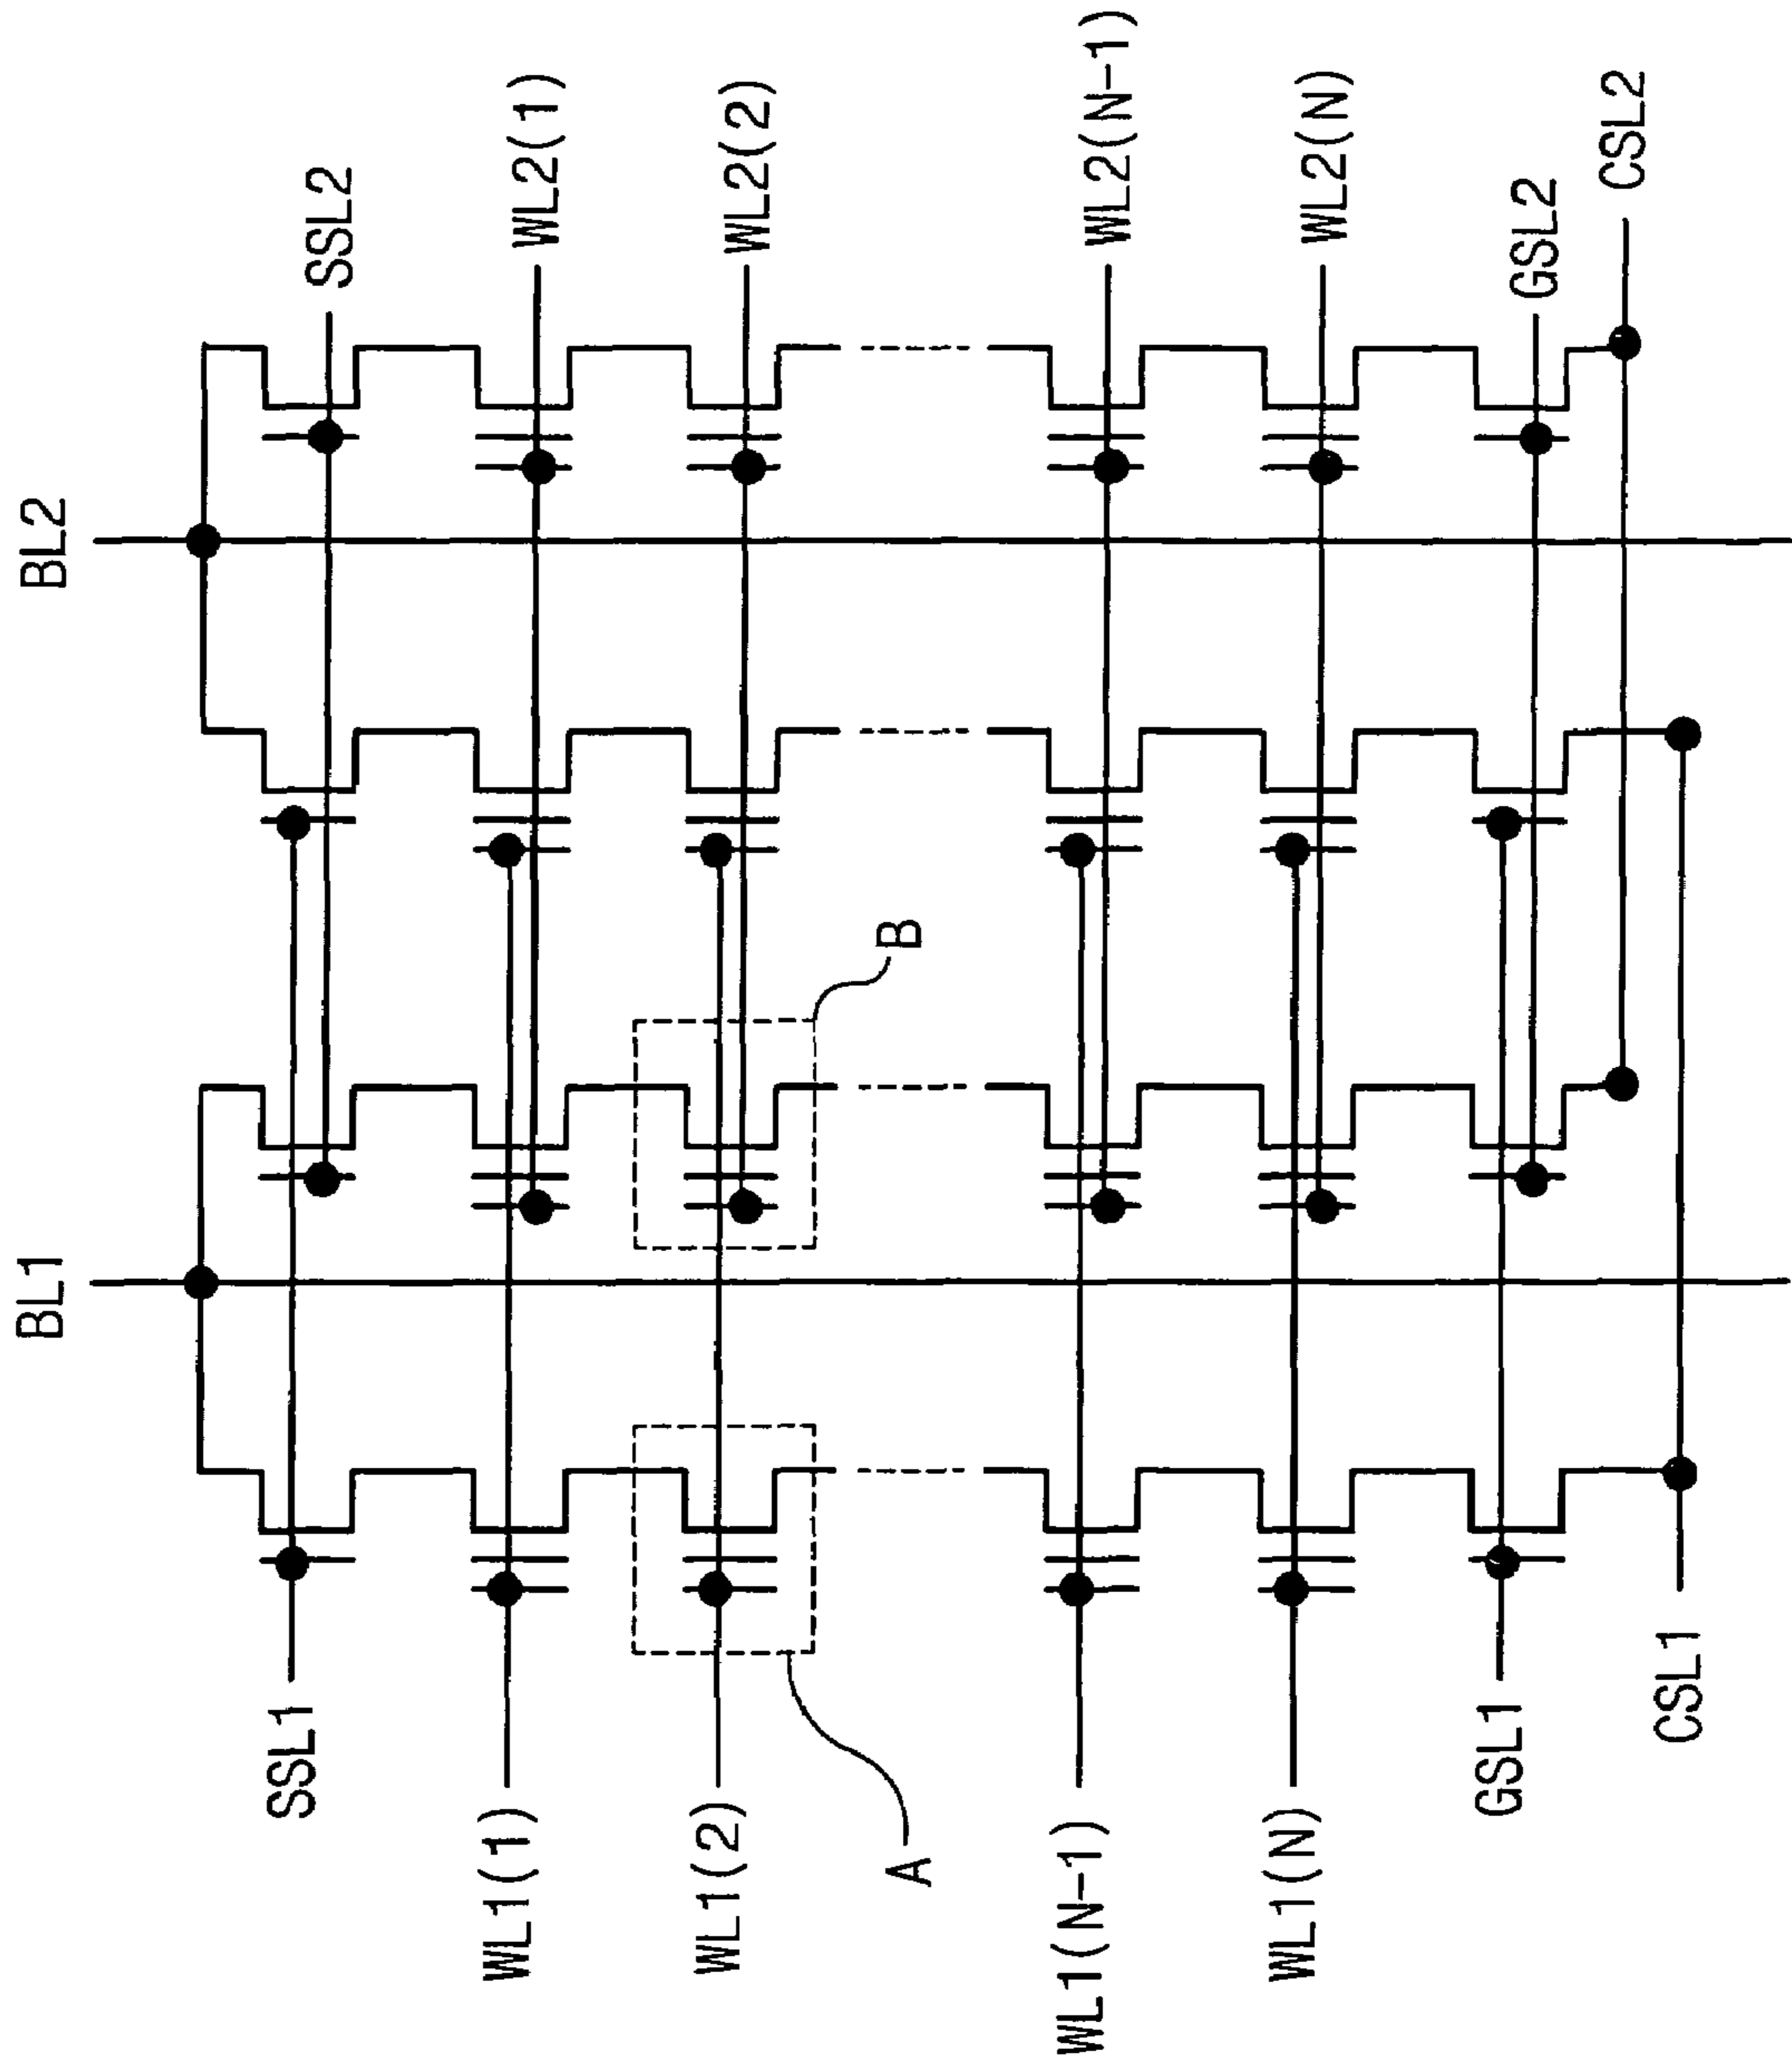 BL1
BL2
SSL1
SSL2
WL1(1)
WL2(1)
WL1(2)
WL2(2)
A
B
WL1(N-1)
WL2(N-1)
WL1(N)
WL2(N)
GSL1
GSL2
CSL1
CSL2